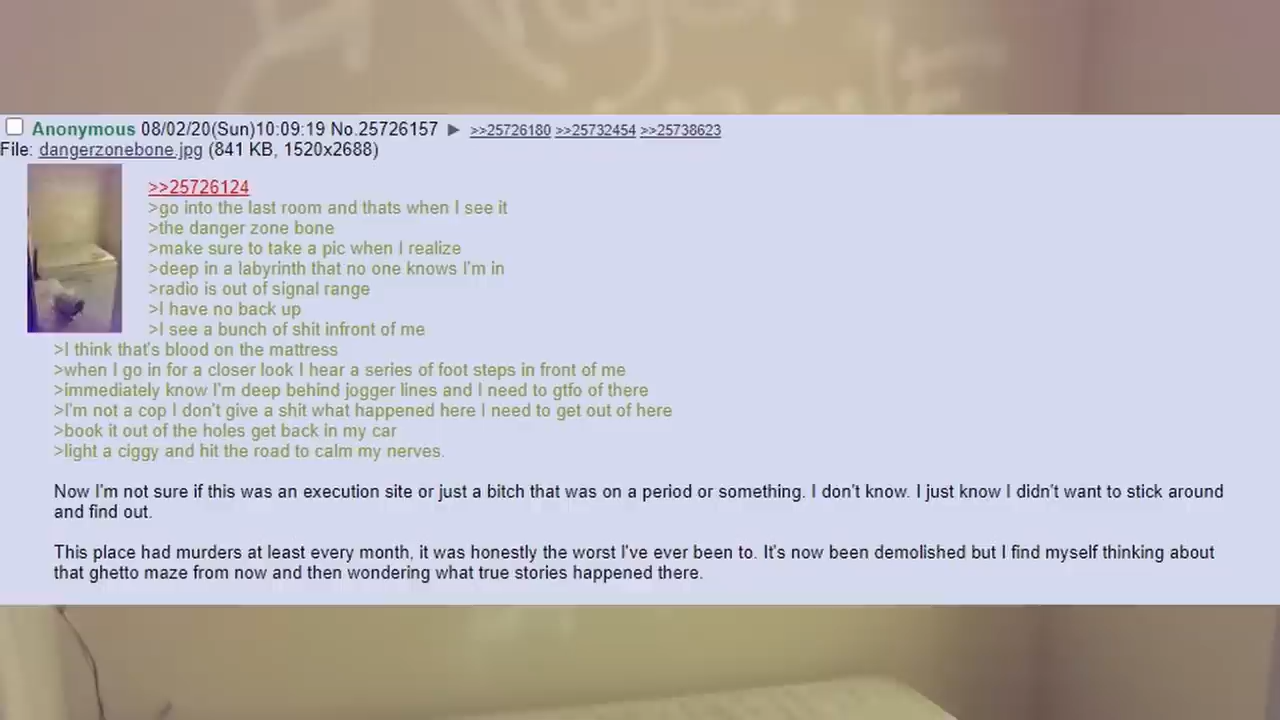 Anonymous 08/02/20(Sun)10:09:19 No.25726157 ▶ >>25726180 >>25732454 >>25738623
File: dangerzonebone.jpg (841 KB, 1520x2688)
>>25726124
>go into the last room and thats when I see it
>the danger zone bone
>make sure to take a pic when I realize
>deep in a labyrinth that no one knows I'm in
>radio is out of signal range
>I have no back up
>I see a bunch of shit infront of me
>I think that's blood on the mattress
>when I go in for a closer look I hear a series of foot steps in front of me
>immediately know I'm deep behind jogger lines and I need to gtfo of there
>I'm not a cop I don't give a shit what happened here I need to get out of here
>book it out of the holes get back in my car
>light a ciggy and hit the road to calm my nerves.
Now I'm not sure if this was an execution site or just a bitch that was on a period or something. I don't know. I just know I didn't want to stick around
and find out.
This place had murders at least every month, it was honestly the worst I've ever been to. It's now been demolished but I find myself thinking about
that ghetto maze from now and then wondering what true stories happened there.